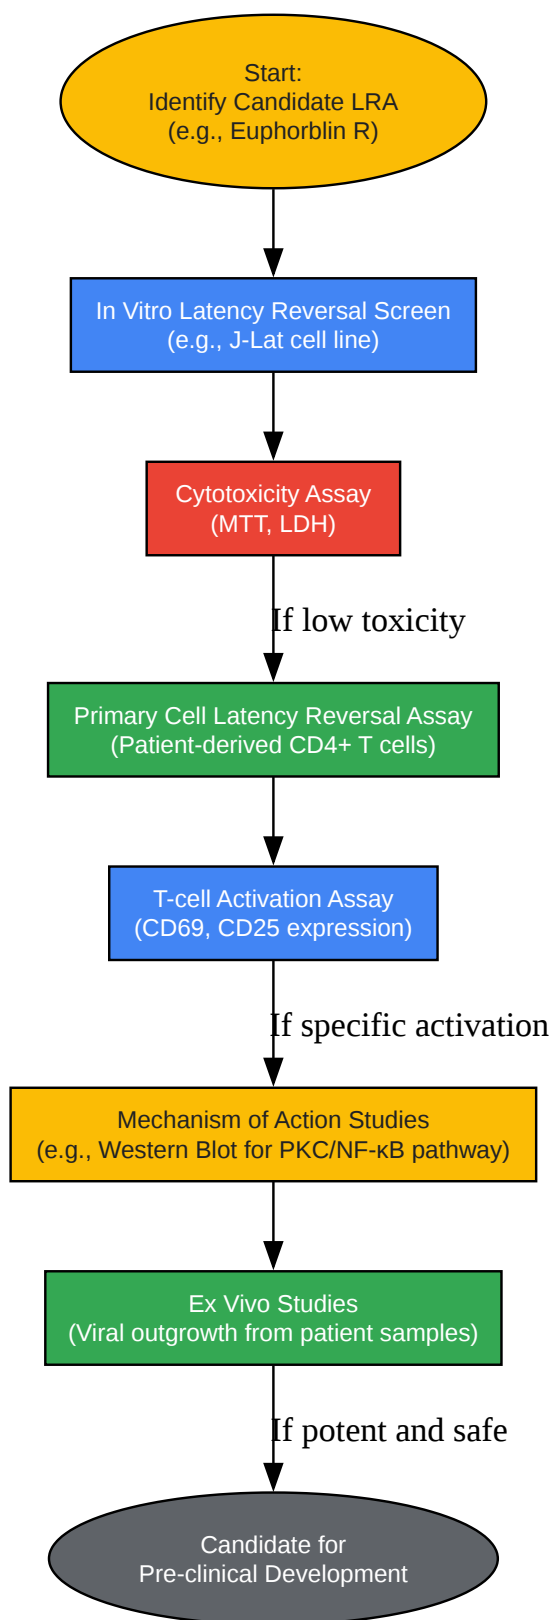 Start:
Identify Candidate LRA
(e.g., Euphorblin R)
In Vitro Latency Reversal Screen
(e.g., J-Lat cell line)
Cytotoxicity Assay
(MTT, LDH)
If low toxicity
Primary Cell Latency Reversal Assay
(Patient-derived CD4+ T cells)
T-cell Activation Assay
(CD69, CD25 expression)
If specific activation
Mechanism of Action Studies
(e.g., Western Blot for PKC/NF-κB pathway)
Ex Vivo Studies
(Viral outgrowth from patient samples)
If potent and safe
Candidate for
Pre-clinical Development